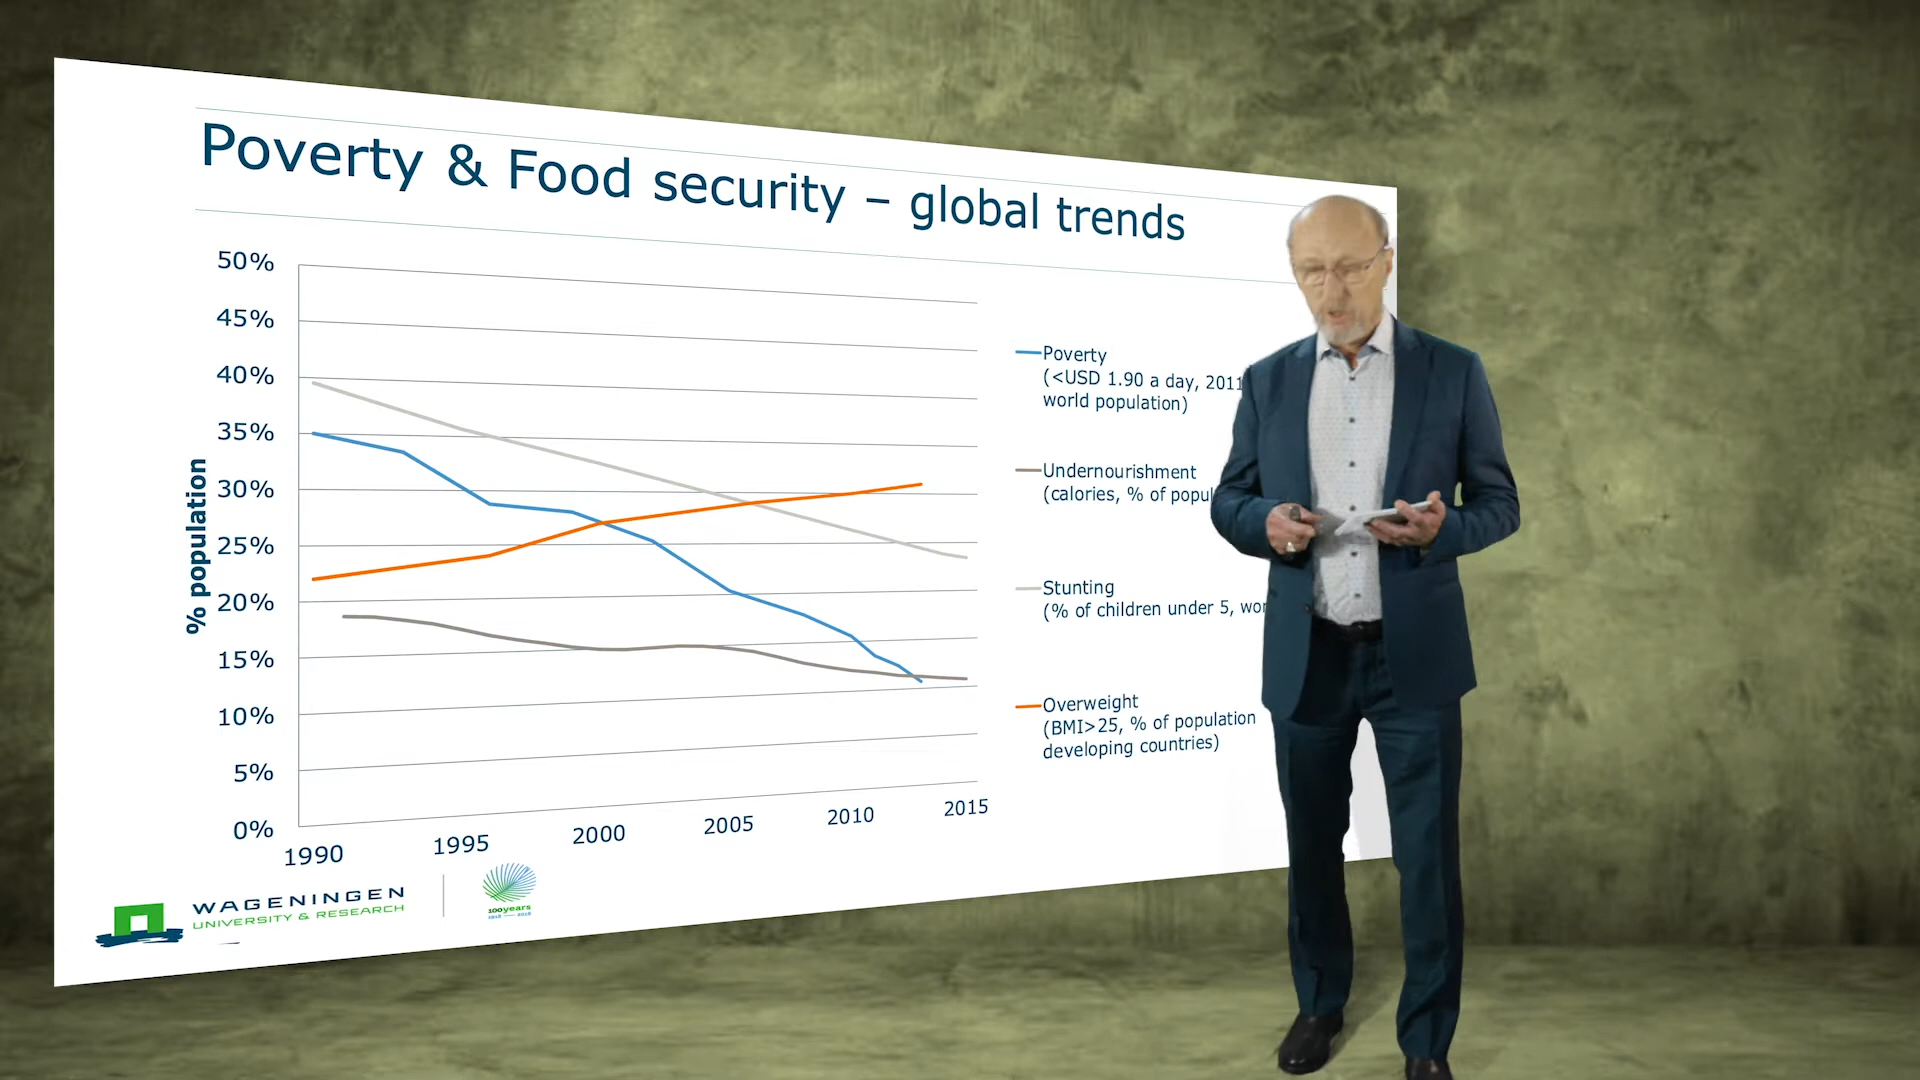 Poverty & Food security – global trends
50%
45%
40%
35%
30%
25%
20%
15%
10%
5%
0%
% population
1990
1995
2000
2005
2010
2015
Poverty
(<USD 1.90 a day, 2011
world population)
Undernourishment
(calories, % of
Stunting
(% of children under 5,
Overweight
(BMI>25, % of population
developing countries)
WAGENINGEN
UNIVERSITY & RESEARCH
100years
1918 — 2018